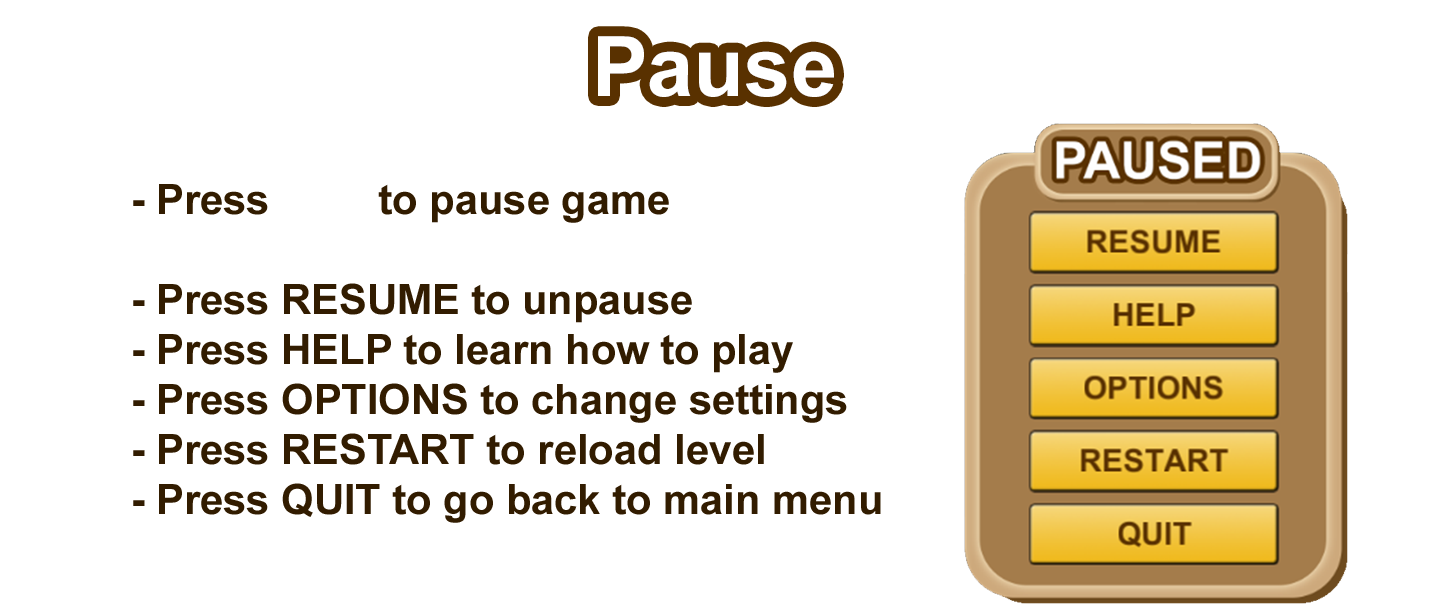 Pause
- Press to pause game
- Press RESUME to unpause
- Press HELP to learn how to play
- Press OPTIONS to change settings
- Press RESTART to reload level
- Press QUIT to go back to main menu
PAUSED
RESUME
HELP
OPTIONS
RESTART
QUIT